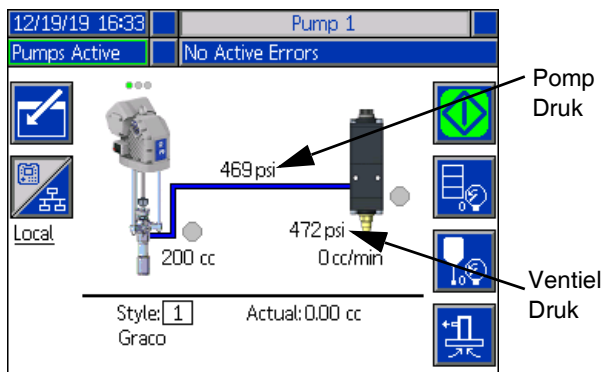 12/19/19 16:33 Pump 1
Pumps Active No Active Errors
Pomp
Druk
469 psi
Local
472 psi
200 cc 0 cc/min
Ventiel
Druk
Style: 1 Actual: 0.00 cc
Graco